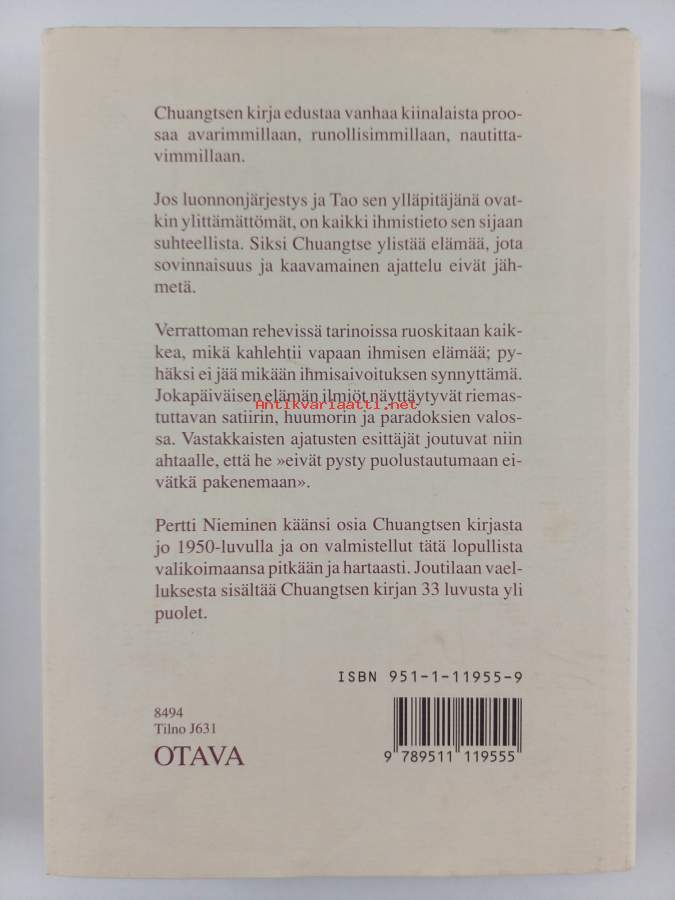 Chuangtsen kirja edustaa vanhaa kiinalaista proo-
saa avarimmillaan, runollisimmillaan, nautitta-
vimmillaan.
Jos luonnonjärjestys ja Tao sen ylläpitäjänä ovat-
kin ylittämättömät, on kaikki ihmistieto sen sijaan
suhteellista. Siksi Chuangtse ylistää elämää, jota
sovinnaisuus ja kaavamainen ajattelu eivät jäh-
metä.
Verrattoman rehevissä tarinoissa ruoskitaan kaik-
kea, mikä kahlehtii vapaan ihmisen elämää; py-
häksi ei jää mikään ihmisaivoituksen synnyttämä.
Jokapäiväisen elämän ilmiöt näyttäytyvät riemas-
Antikvariaatti.net
tuttavan satiirin, huumorin ja paradoksien valos-
sa. Vastakkaisten ajatusten esittäjät joutuvat niin
ahtaalle, että he »eivät pysty puolustautumaan ei-
vätkä pakenemaan».
Pertti Nieminen käänsi osia Chuangtsen kirjasta
jo 1950-luvulla ja on valmistellut tätä lopullista
valikoimaansa pitkään ja hartaasti. Joutilaan vael-
luksesta sisältää Chuangtsen kirjan 33 luvusta yli
puolet.
ISBN 951-1-11955-9
8494
Tilno J631
OTAVA
9 789511 119555